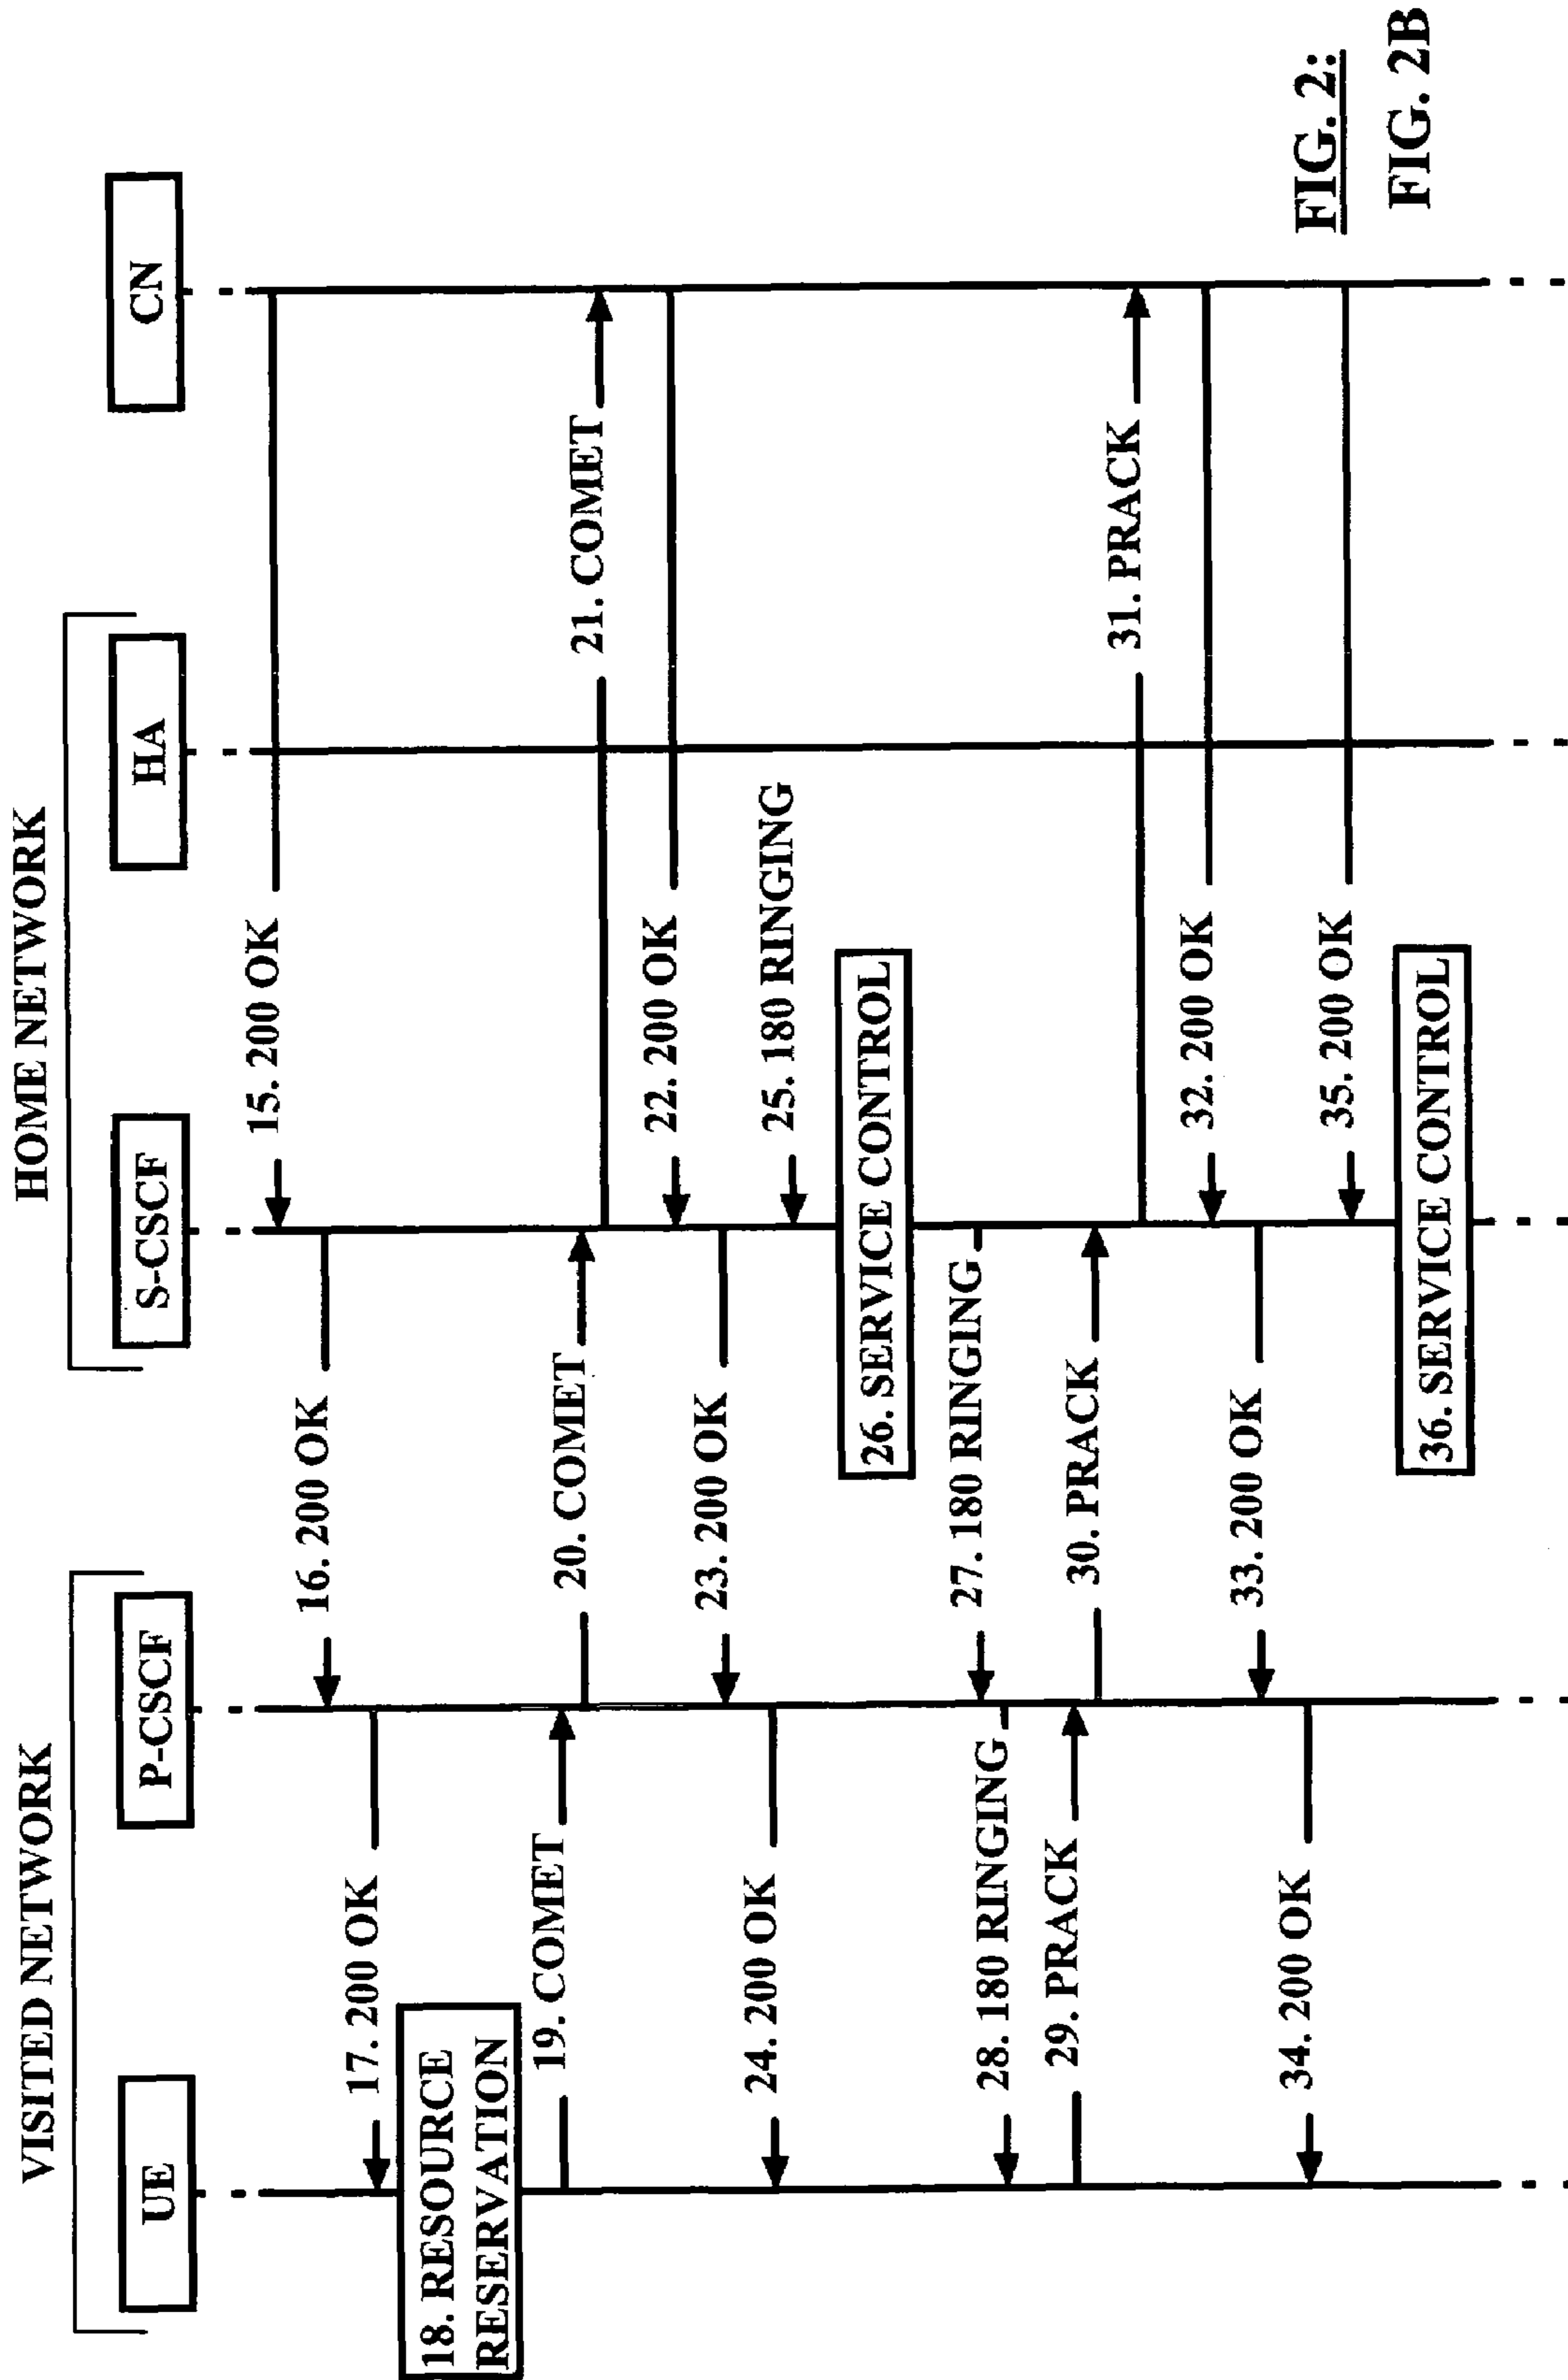 VISITED NETWORK
HOME NETWORK
UE
P-CSCF
S-CSCF
HA
CN
15. 200 OK
16. 200 OK
17. 200 OK
18. RESOURCE
RESERVATION
19. COMET
20. COMET
21. COMET
22. 200 OK
23. 200 OK
24. 200 OK
25. 180 RINGING
26. SERVICE CONTROL
27. 180 RINGING
28. 180 RINGING
29. PRACK
30. PRACK
31. PRACK
32. 200 OK
33. 200 OK
34. 200 OK
35. 200 OK
36. SERVICE CONTROL
FIG. 2:
FIG. 2B